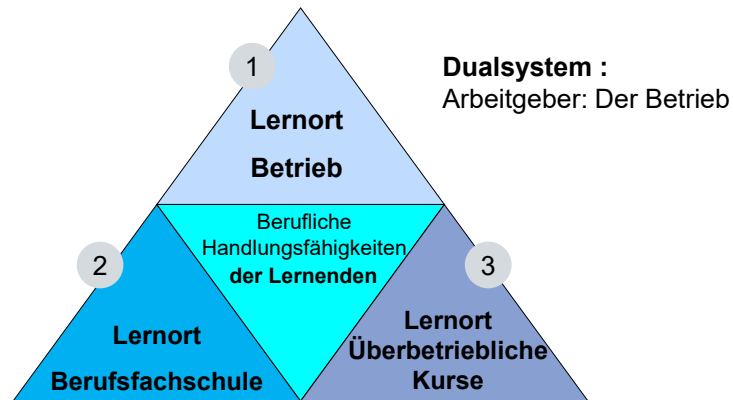 1
Dualsystem :
Arbeitgeber: Der Betrieb
Lernort
Betrieb
Berufliche
Handlungsfähigkeiten
der Lernenden
2
3
Lernort
Berufsfachschule
Lernort
Überbetriebliche
Kurse